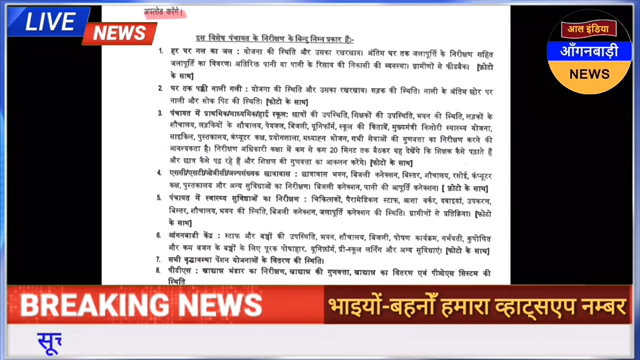 अपलोड करेंगे।
LIVE NEWS
आल इंडिया
आँगनबाड़ी
NEWS
इस विशेष पंचायत के निरीक्षण के बिन्दु निम्न प्रकार हैं:-
1. हर घर नल का जल : योजना की स्थिति और उसका रखरखाव। अंतिम घर तक जलापूर्ति के निरीक्षण सहित
जलापूर्ति का विवरण। अतिरिक्त पानी या पानी के रिसाव की निकासी की व्यवस्था। ग्रामीणों से फीडबैक। (फ़ोटो
के साथ)
2. घर तक पक्की नाली गली : योजना की स्थिति और उसका रखरखाव। सड़क की स्थिति। नाली के अंतिम छोर पर
नाली और सोक पिट की स्थिति। (फ़ोटो के साथ)
3. पंचायत में प्राथमिक/माध्यमिक/हाई स्कूल: छात्रों की उपस्थिति, शिक्षकों की उपस्थिति, भवन की स्थिति, लड़कों के
शौचालय, लड़कियों के शौचालय, पेयजल, बिजली, यूनिफॉर्म, स्कूल की किताबें, मुख्यमंत्री किशोरी स्वास्थ्य योजना,
साइकिल, पुस्तकालय, कंप्यूटर कक्ष, प्रयोगशाला, मध्याह्न भोजन, सभी सेवाओं की गुणवत्ता का निरीक्षण करने की
आवश्यकता है। निरीक्षण अधिकारी कक्षा में कम से कम 20 मिनट तक बैठकर यह देखेंगे कि शिक्षक कैसे पढ़ाते हैं
और छात्र कैसे पढ़ रहे हैं और शिक्षण की गुणवत्ता का आकलन करेंगे। (फ़ोटो के साथ)
4. एससी/एसटी/ओबीसी/अल्पसंख्यक छात्रावास : छात्रावास भवन, बिजली कनेक्शन, बिस्तर, शौचालय, रसोई, कंप्यूटर
कक्ष, पुस्तकालय और अन्य सुविधाओं का निरीक्षण। बिजली कनेक्शन, पानी की आपूर्ति कनेक्शन। (फ़ोटो के साथ)
5. पंचायत में स्वास्थ्य सुविधाओं का निरीक्षण : चिकित्सकों, पैरामेडिकल स्टाफ, आशा वर्कर, दवाइयां, उपकरण,
बिस्तर, शौचालय, भवन की स्थिति, बिजली कनेक्शन, जलापूर्ति कनेक्शन की स्थिति। ग्रामीणों से प्रतिक्रिया। (फ़ोटो
के साथ)
6. आंगनबाडी केंद्र : स्टाफ और बच्चों की उपस्थिति, भवन, शौचालय, बिजली, पोषण कार्यक्रम, गर्भवती, कुपोषित
और कम वजन के बच्चों के लिए पूरक पोषाहार. यूनिफ़ॉर्म, प्री-स्कूल लर्निंग और अन्य सुविधाएं। (फ़ोटो के साथ)
7. सभी वृद्धावस्था पेंशन योजनाओं के वितरण की स्थिति।
8. पीडीएस : खाद्यान्न भंडार का निरीक्षण, खाद्यान्न की गुणवत्ता, खाद्यान्न का वितरण एवं पीओएस सिस्टम की
स्थिति
BREAKING NEWS
भाइयों-बहनोँ हमारा व्हाट्सएप नम्बर